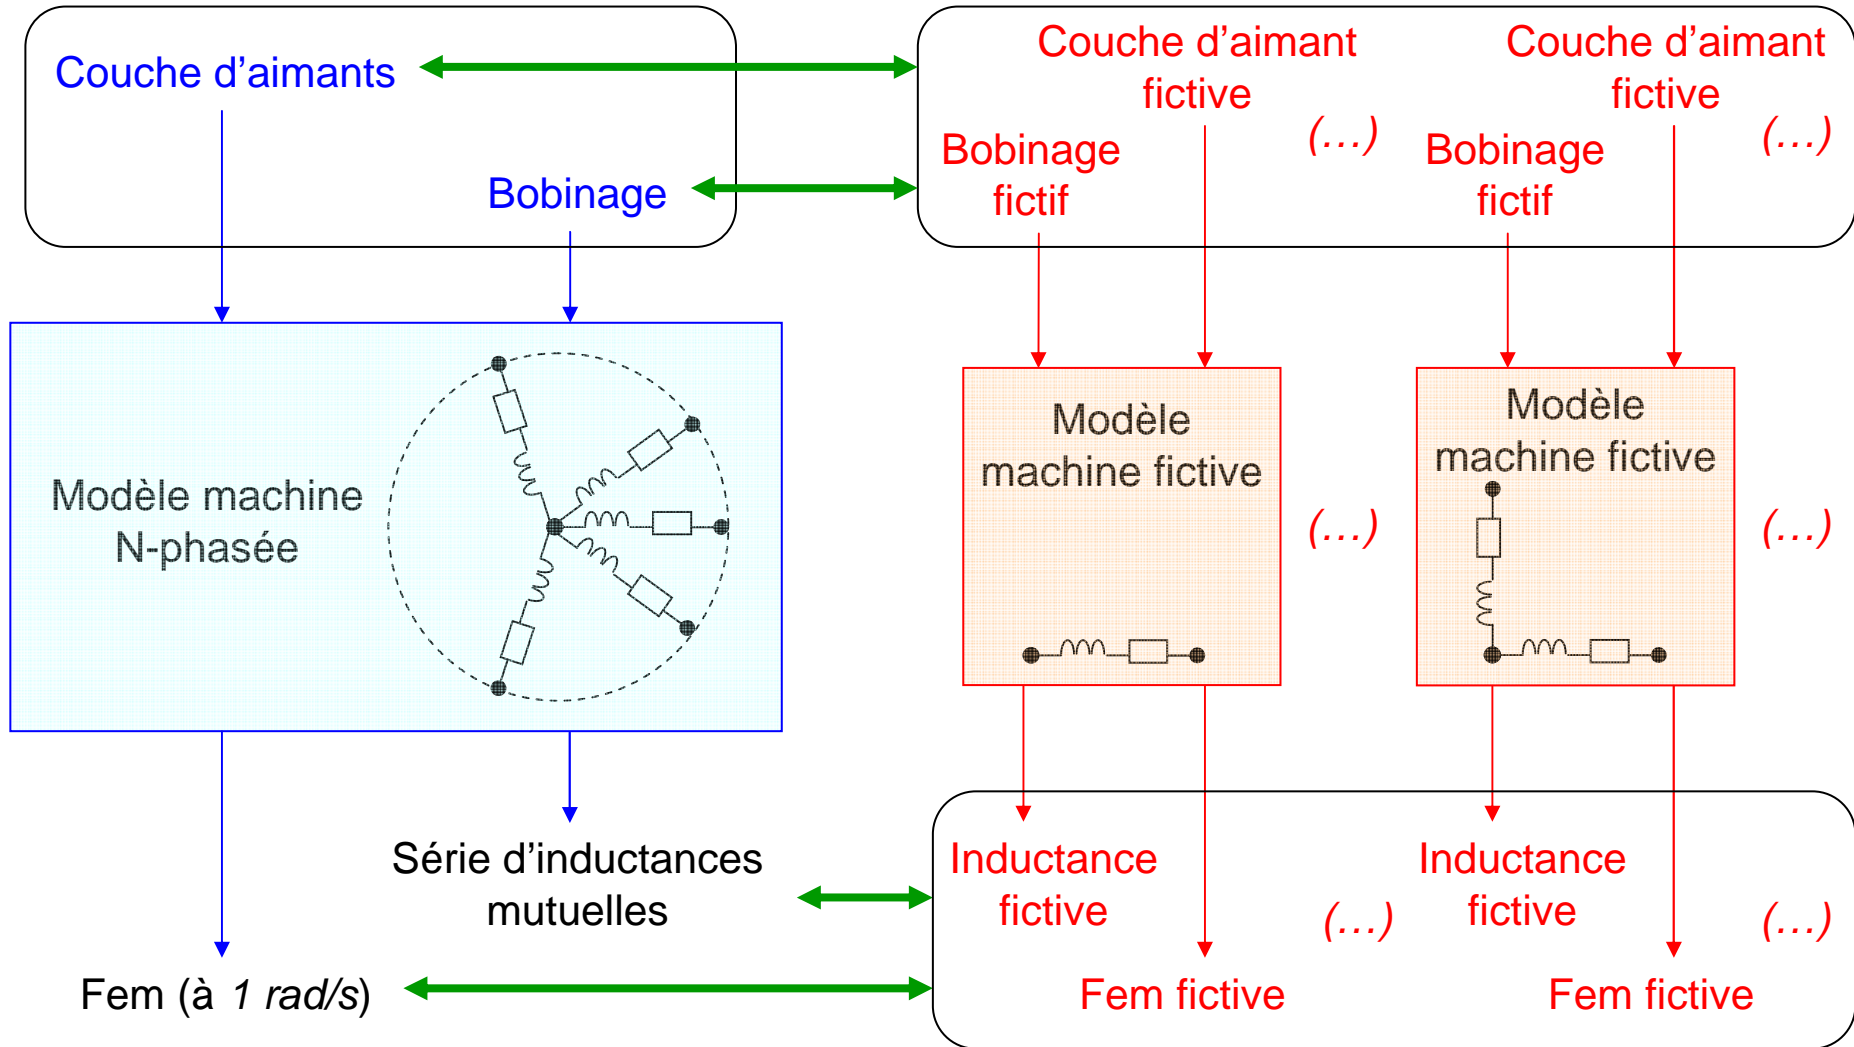 Couche d'aimants
Bobinage
Couche d'aimant
fictive
(…)
Bobinage
fictif
Couche d'aimant
fictive
(…)
Bobinage
fictif
Modèle machine
N-phasée
Modèle
machine fictive
(…)
Modèle
machine fictive
(…)
Série d'inductances
mutuelles
Fem (à 1 rad/s)
Inductance
fictive
(…)
Fem fictive
Inductance
fictive
(…)
Fem fictive